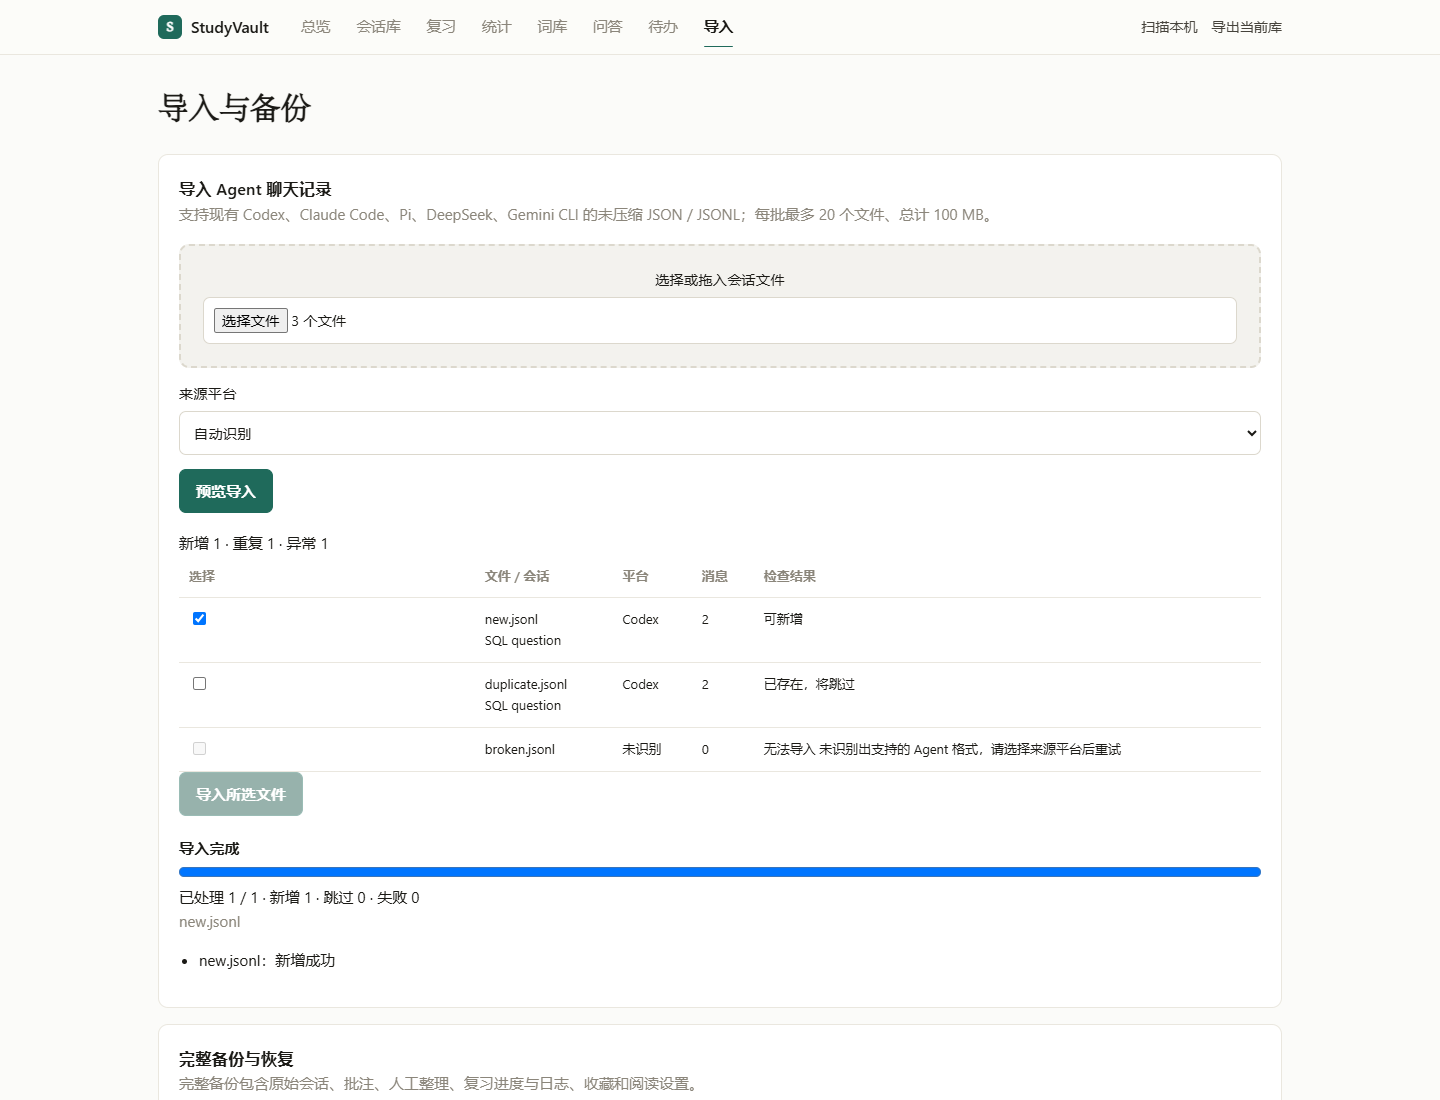 S StudyVault 总览 会话库 复习 统计 词库 问答 待办 导入 扫描本机 导出当前库
导入与备份
导入 Agent 聊天记录
支持现有 Codex、Claude Code、Pi、DeepSeek、Gemini CLI 的未压缩 JSON / JSONL；每批最多 20 个文件、总计 100 MB。
选择或拖入会话文件
选择文件 3 个文件
来源平台
自动识别
预览导入
新增 1 · 重复 1 · 异常 1
选择 文件 / 会话 平台 消息 检查结果
new.jsonl Codex 2 可新增
SQL question
duplicate.jsonl Codex 2 已存在，将跳过
SQL question
broken.jsonl 未识别 0 无法导入 未识别出支持的 Agent 格式，请选择来源平台后重试
导入所选文件
导入完成
已处理 1 / 1 · 新增 1 · 跳过 0 · 失败 0
new.jsonl
• new.jsonl：新增成功
完整备份与恢复
完整备份包含原始会话、批注、人工整理、复习进度与日志、收藏和阅读设置。